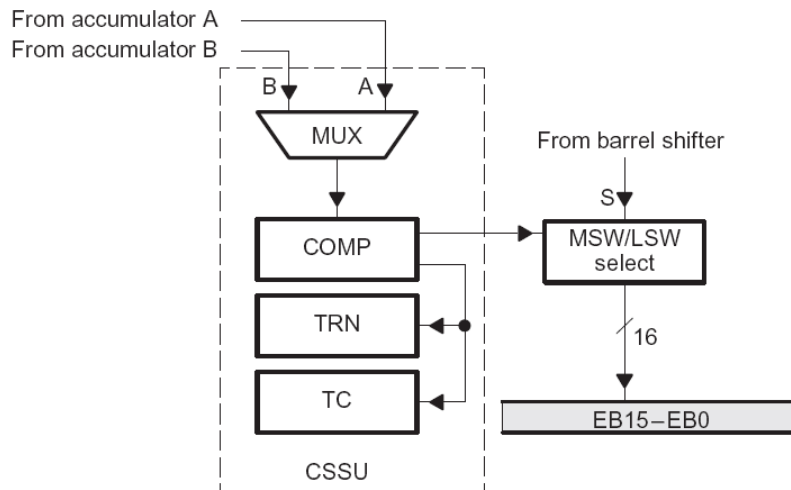 From accumulator A
From accumulator B
B
A
MUX
From barrel shifter
S
COMP
MSW/LSW
select
TRN
16
TC
EB15–EB0
CSSU